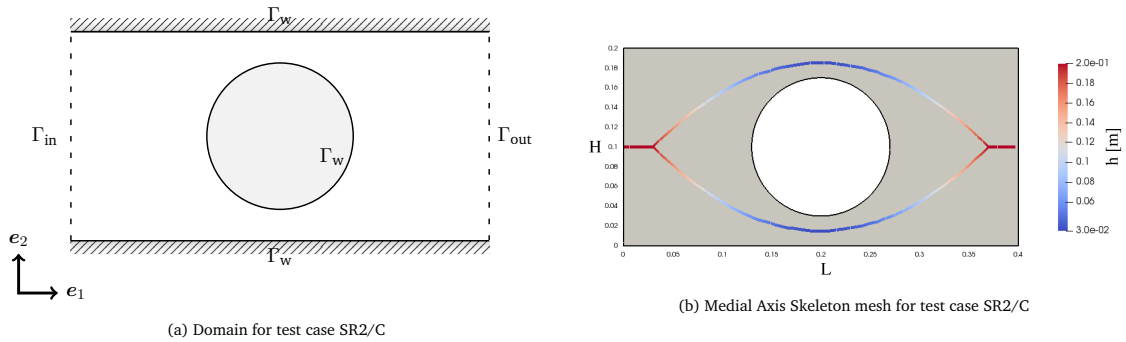 Γw
Γin
Γw
Γout
Γw
e2
e1
(a) Domain for test case SR2/C
0.2
0.18
0.16
0.14
0.12
H 0.1
0.08
0.06
0.04
0.02
0
0 0.05 0.1 0.15 0.2 0.25 0.3 0.35 0.4
L
2.0e-01
0.18
0.16
0.14
0.12
0.1
0.08
0.06
3.0e-02
h [m]
(b) Medial Axis Skeleton mesh for test case SR2/C